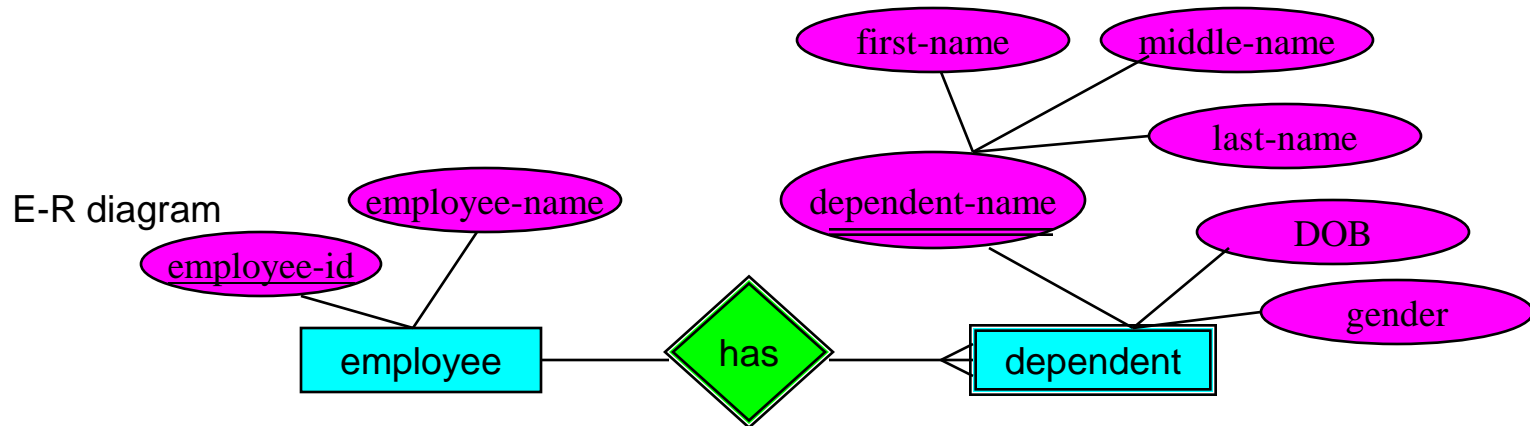 first-name
middle-name
last-name
E-R diagram
employee-name
dependent-name
employee-id
DOB
gender
employee
has
dependent